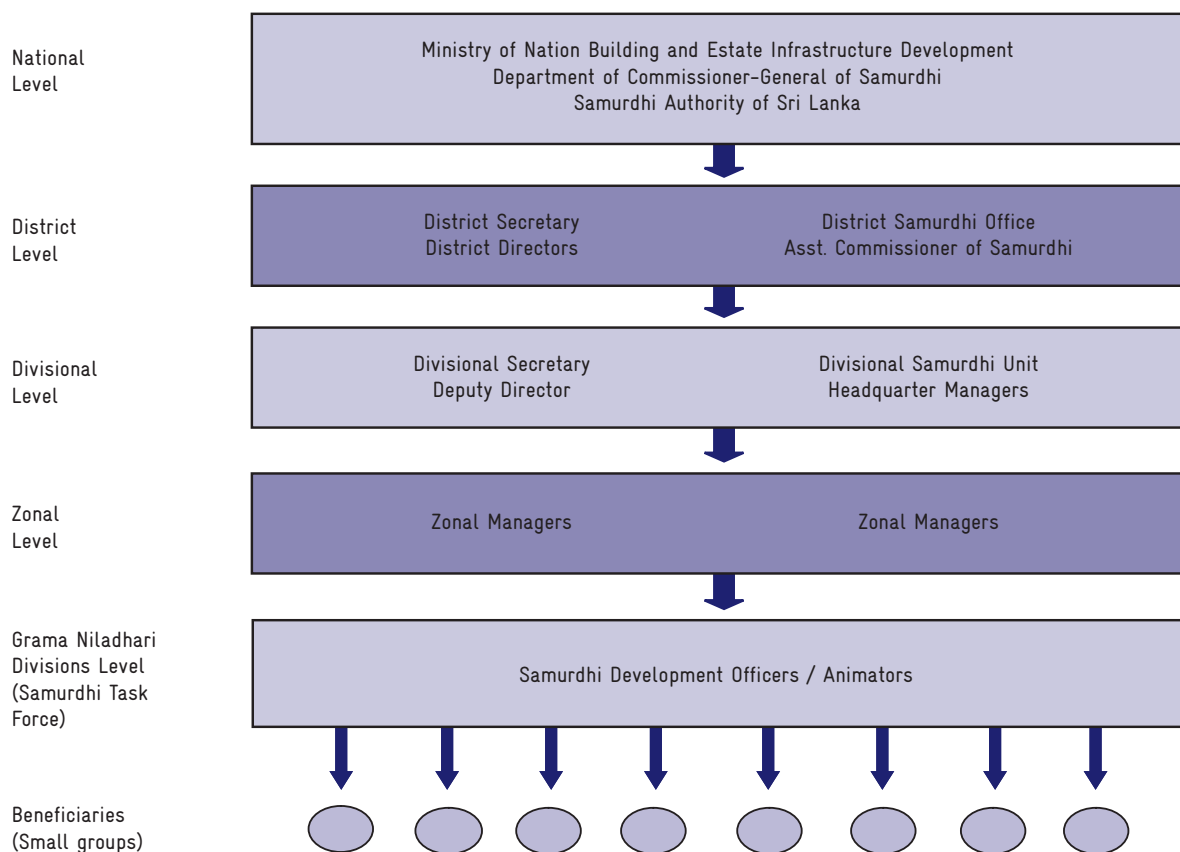 National
Level
Ministry of Nation Building and Estate Infrastructure Development
Department of Commissioner-General of Samurdhi
Samurdhi Authority of Sri Lanka
District
Level
District Secretary
District Directors
District Samurdhi Office
Asst. Commissioner of Samurdhi
Divisional
Level
Divisional Secretary
Deputy Director
Divisional Samurdhi Unit
Headquarter Managers
Zonal
Level
Zonal Managers
Zonal Managers
Grama Niladhari
Divisions Level
(Samurdhi Task
Force)
Samurdhi Development Officers / Animators
Beneficiaries
(Small groups)